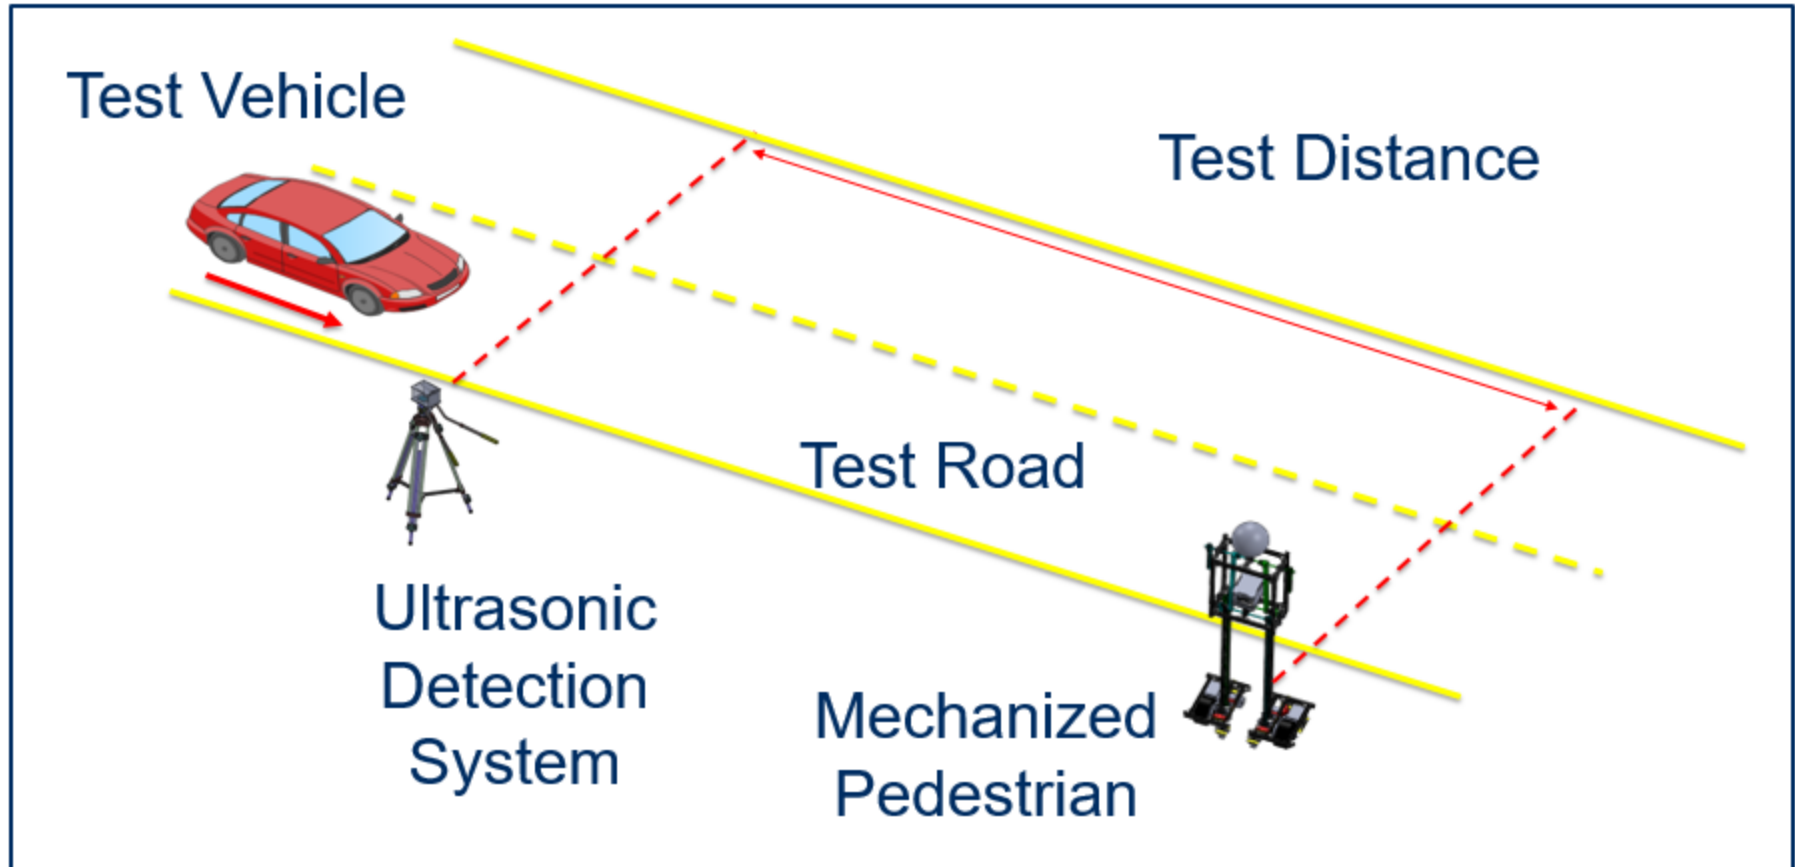 Test Vehicle
Test Distance
Test Road
Ultrasonic
Detection
System
Mechanized
Pedestrian